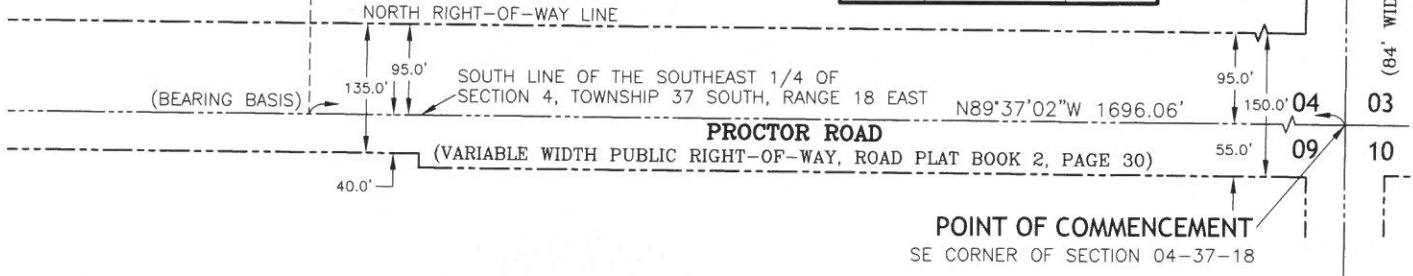 NORTH RIGHT-OF-WAY LINE
(84' WID
135.0'
95.0'
SOUTH LINE OF THE SOUTHEAST 1/4 OF
SECTION 4, TOWNSHIP 37 SOUTH, RANGE 18 EAST
(BEARING BASIS)
N89°37'02"W 1696.06'
95.0'
150.0'
04
03
PROCTOR ROAD
(VARIABLE WIDTH PUBLIC RIGHT-OF-WAY, ROAD PLAT BOOK 2, PAGE 30)
55.0'
09
10
40.0'
POINT OF COMMENCEMENT
SE CORNER OF SECTION 04-37-18